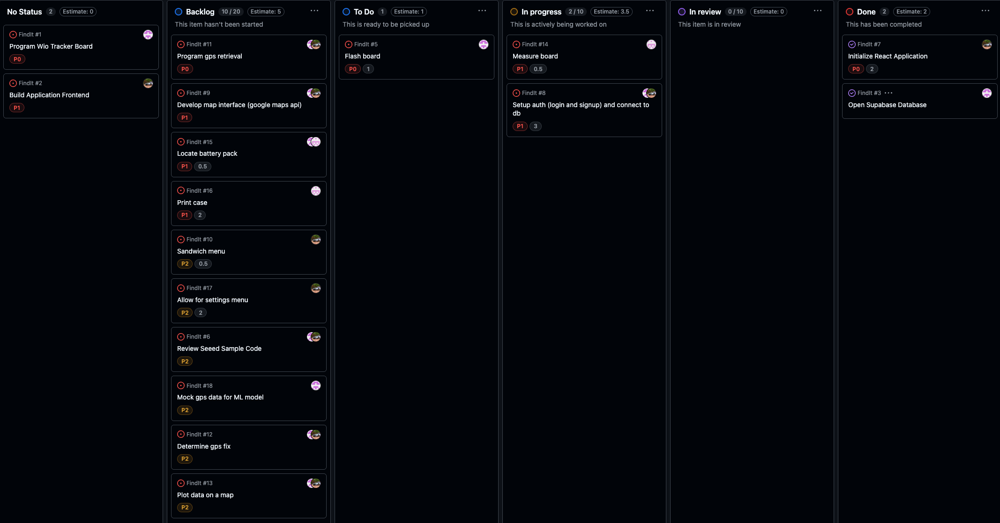 No Status 2 Estimate: 0
FindIt #1
Program Wio Tracker Board
P0
FindIt #2
Build Application Frontend
P1
Backlog 10 / 20 Estimate: 5
This item hasn't been started
FindIt #11
Program gps retrieval
P0
FindIt #9
Develop map interface (google maps api)
P1
FindIt #15
Locate battery pack
P1 0.5
FindIt #16
Print case
P1 2
FindIt #10
Sandwich menu
P2 0.5
FindIt #17
Allow for settings menu
P2 2
FindIt #6
Review Seeed Sample Code
P2
FindIt #18
Mock gps data for ML model
P2
FindIt #12
Determine gps fix
P2
FindIt #13
Plot data on a map
P2
To Do 1 Estimate: 1
This is ready to be picked up
FindIt #5
Flash board
P0 1
In progress 2 / 10 Estimate: 3.5
This is actively being worked on
FindIt #14
Measure board
P1 0.5
FindIt #8
Setup auth (login and signup) and connect to
db
P1 3
In review 0 / 10 Estimate: 0
This item is in review
Done 2 Estimate: 2
This has been completed
FindIt #7
Initialize React Application
P0 2
FindIt #3
Open Supabase Database